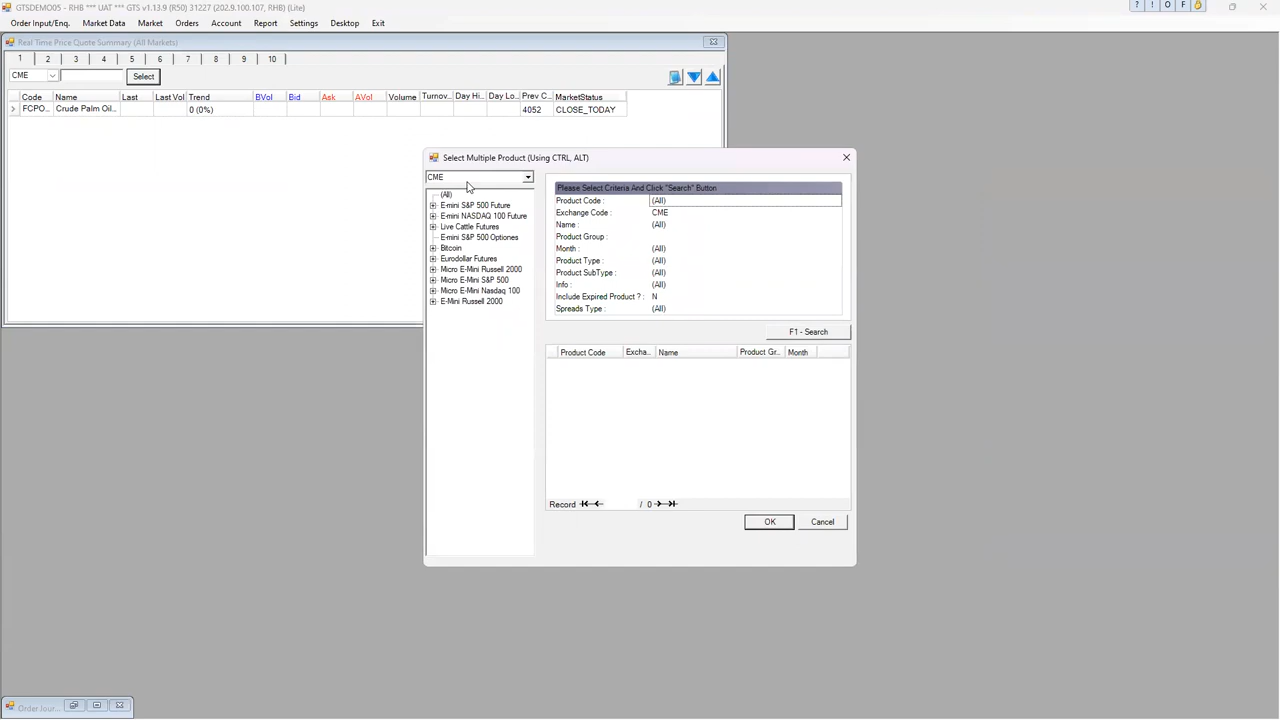 GTSDEMO05 - RHB *** UAT *** GTS v1.13.9 (R50) 31227 (202.9.100.107, RHB) (Lite)
? ! O F
Order Input/Enq. Market Data Market Orders Account Report Settings Desktop Exit
Real Time Price Quote Summary (All Markets)
1 2 3 4 5 6 7 8 9 10
CME Select
Code Name Last Last Vol Trend BVol Bid Ask AVol Volume Turnov... Day Hi... Day Lo... Prev C... MarketStatus
FCPO... Crude Palm Oil... 0 (0%) 4052 CLOSE_TODAY
Select Multiple Product (Using CTRL, ALT)
CME
(All)
E-mini S&P 500 Future
E-mini NASDAQ 100 Future
Live Cattle Futures
E-mini S&P 500 Optiones
Bitcoin
Eurodollar Futures
Micro E-Mini Russell 2000
Micro E-Mini S&P 500
Micro E-Mini Nasdaq 100
E-Mini Russell 2000
Please Select Criteria And Click "Search" Button
Product Code : (All)
Exchange Code : CME
Name : (All)
Product Group :
Month : (All)
Product Type : (All)
Product SubType : (All)
Info : (All)
Include Expired Product ? : N
Spreads Type : (All)
F1 - Search
Product Code Excha... Name Product Gr... Month
Record / 0
OK Cancel
Order Jour...